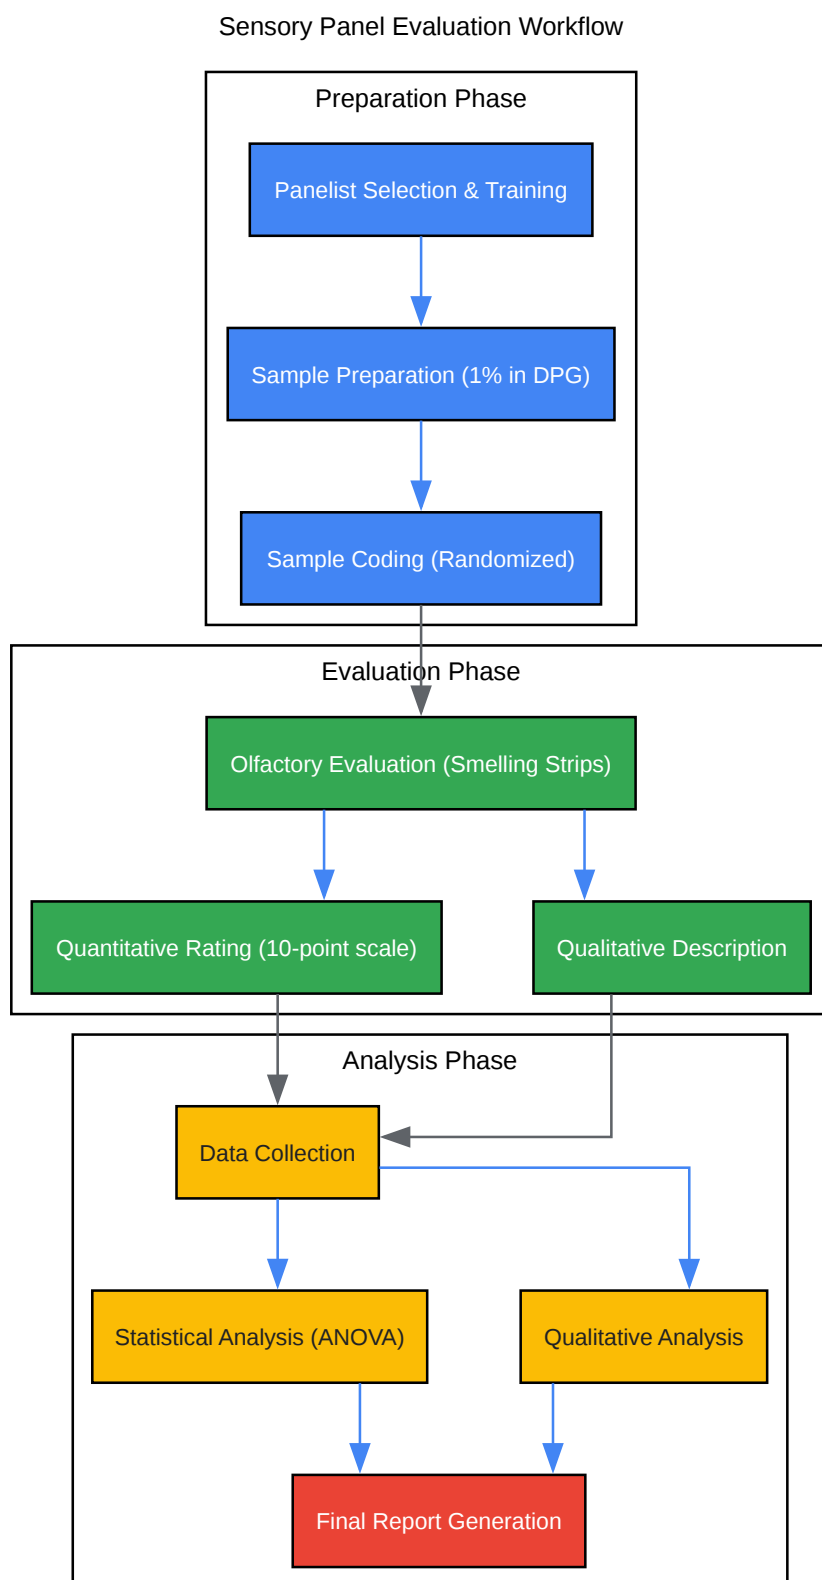 Sensory Panel Evaluation Workflow
Preparation Phase
Panelist Selection & Training
Sample Preparation (1% in DPG)
Sample Coding (Randomized)
Evaluation Phase
Olfactory Evaluation (Smelling Strips)
Quantitative Rating (10-point scale)
Qualitative Description
Analysis Phase
Data Collection
Statistical Analysis (ANOVA)
Qualitative Analysis
Final Report Generation